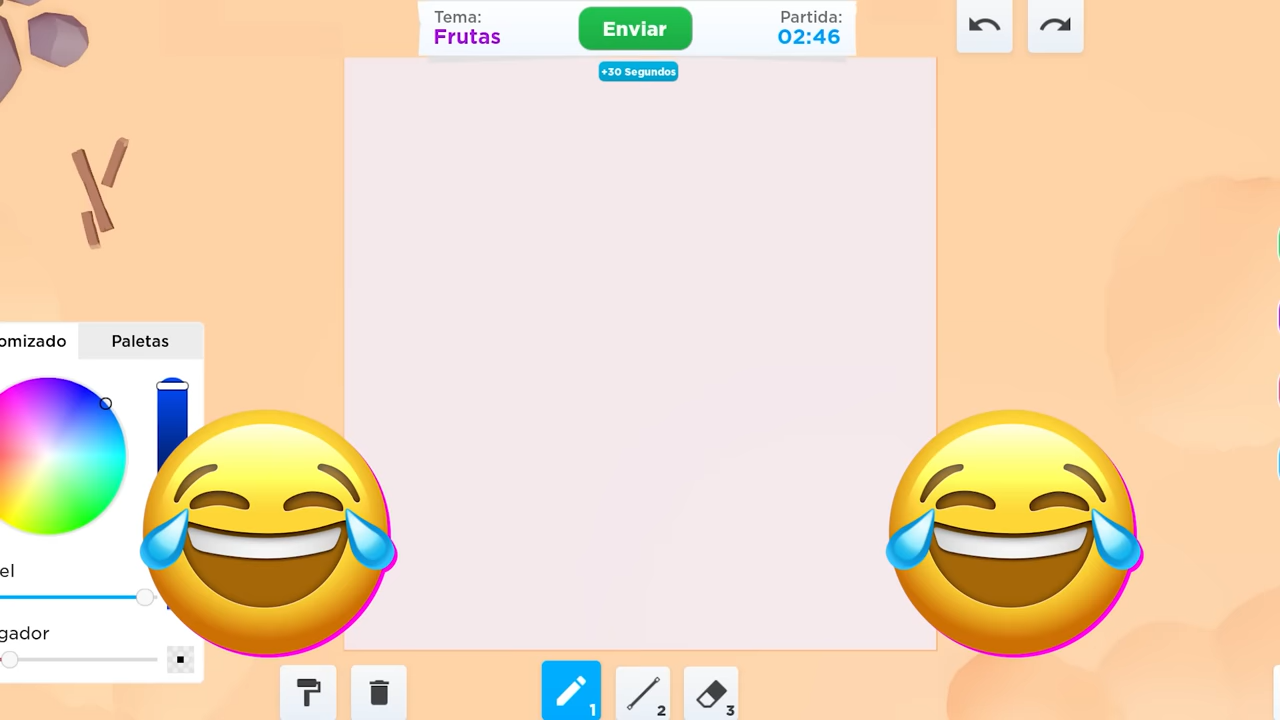 Tema:
Frutas
Enviar
Partida:
02:46
+30 Segundos
omizado
Paletas
el
gador
1
2
3